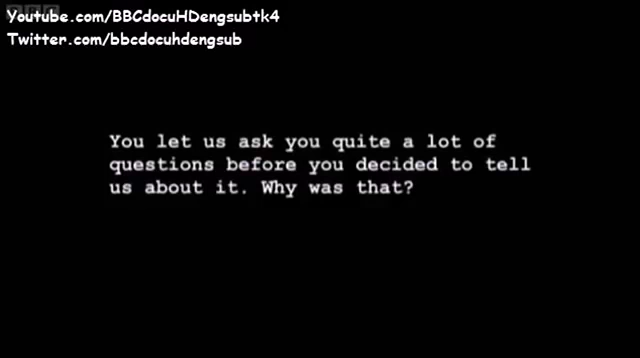 Youtube.com/BBCdocuHDengsubtk4
Twitter.com/bbcdocuhdengsub
You let us ask you quite a lot of
questions before you decided to tell
us about it. Why was that?